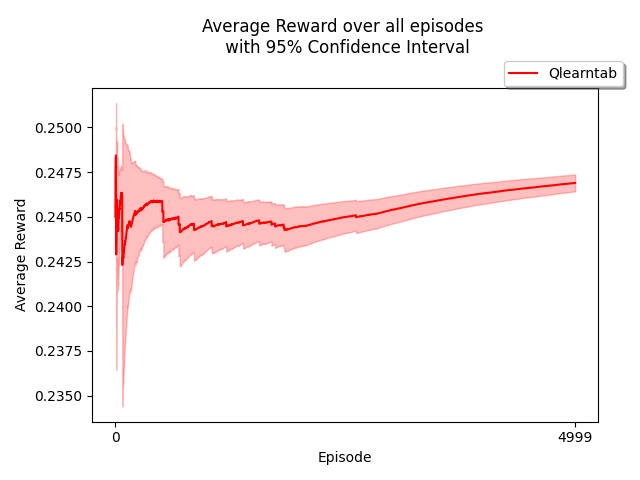 Average Reward over all episodes
with 95% Confidence Interval
Qlearntab
0.2500
0.2475
0.2450
0.2425
0.2400
0.2375
0.2350
Average Reward
0
4999
Episode